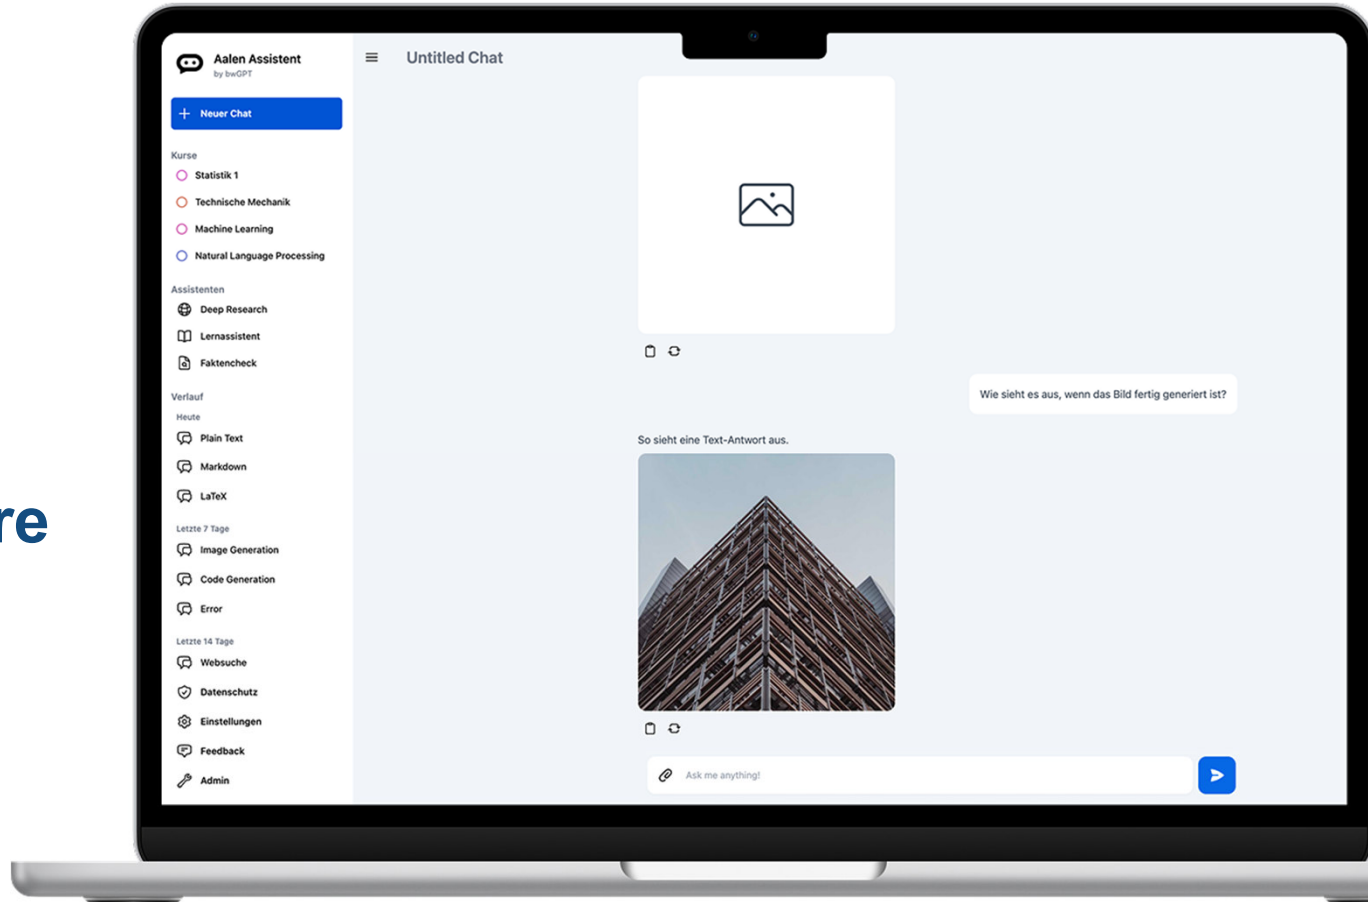 re
Aalen Assistent
by bwGPT
Neuer Chat
Kurse
Statistik 1
Technische Mechanik
Machine Learning
Natural Language Processing
Assistenten
Deep Research
Lernassistent
Faktencheck
Verlauf
Heute
Plain Text
Markdown
LaTeX
Letzte 7 Tage
Image Generation
Code Generation
Error
Letzte 14 Tage
Websuche
Datenschutz
Einstellungen
Feedback
Admin
Untitled Chat
Wie sieht es aus, wenn das Bild fertig generiert ist?
So sieht eine Text-Antwort aus.
Ask me anything!